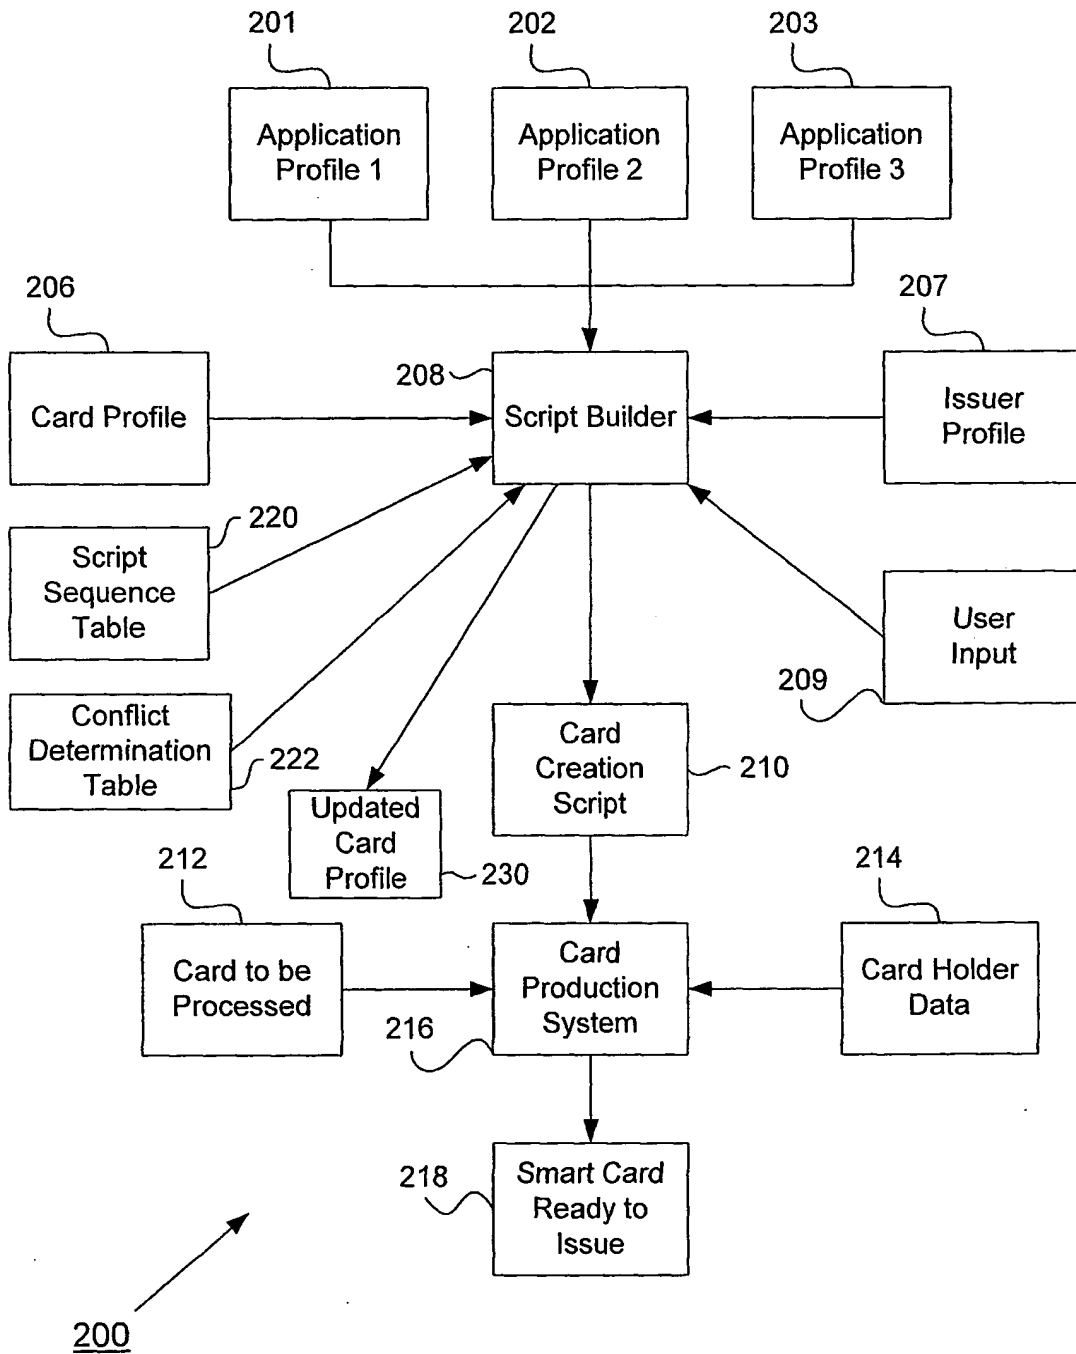 201
202
203
Application
Profile 1
Application
Profile 2
Application
Profile 3
206
207
208
Card Profile
Script Builder
Issuer
Profile
220
Script
Sequence
Table
User
Input
209
Conflict
Determination
Table
222
Card
Creation
Script
210
Updated
Card
Profile
230
212
214
Card to be
Processed
Card
Production
System
Card Holder
Data
216
218
Smart Card
Ready to
Issue
200